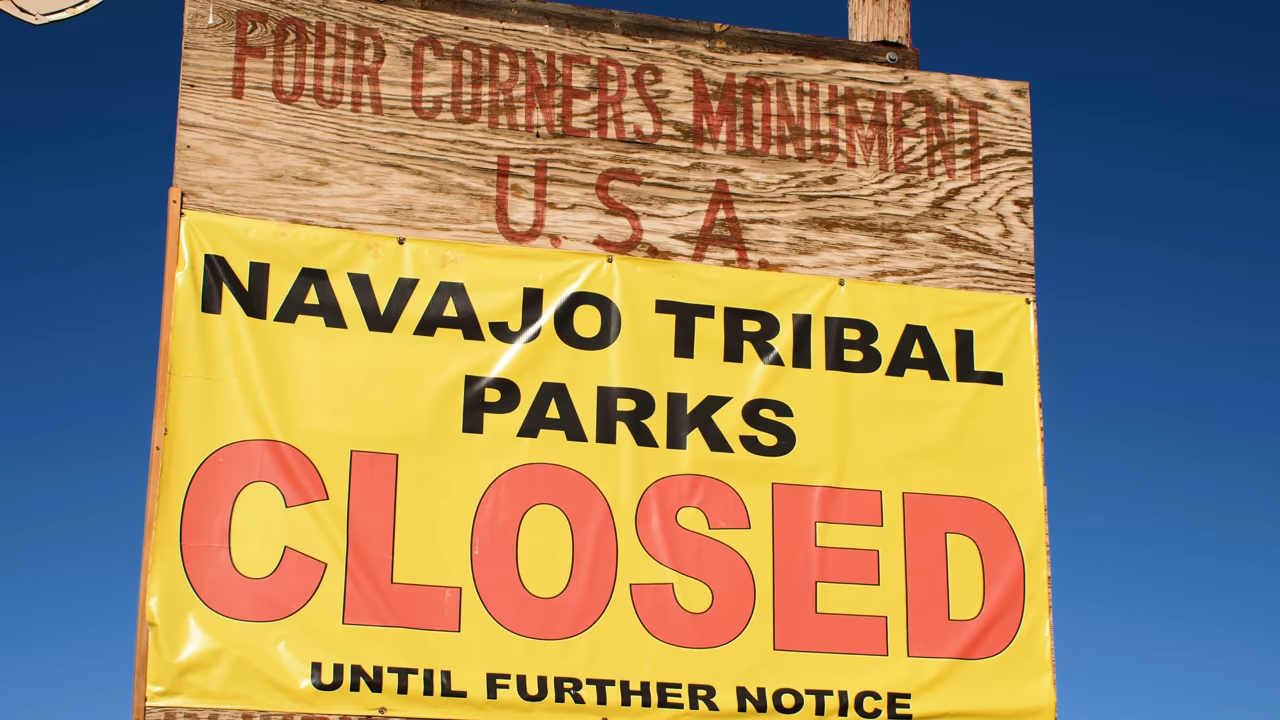 FOUR CORNERS MONUMENT
U.S.A.
NAVAJO TRIBAL
PARKS
CLOSED
UNTIL FURTHER NOTICE